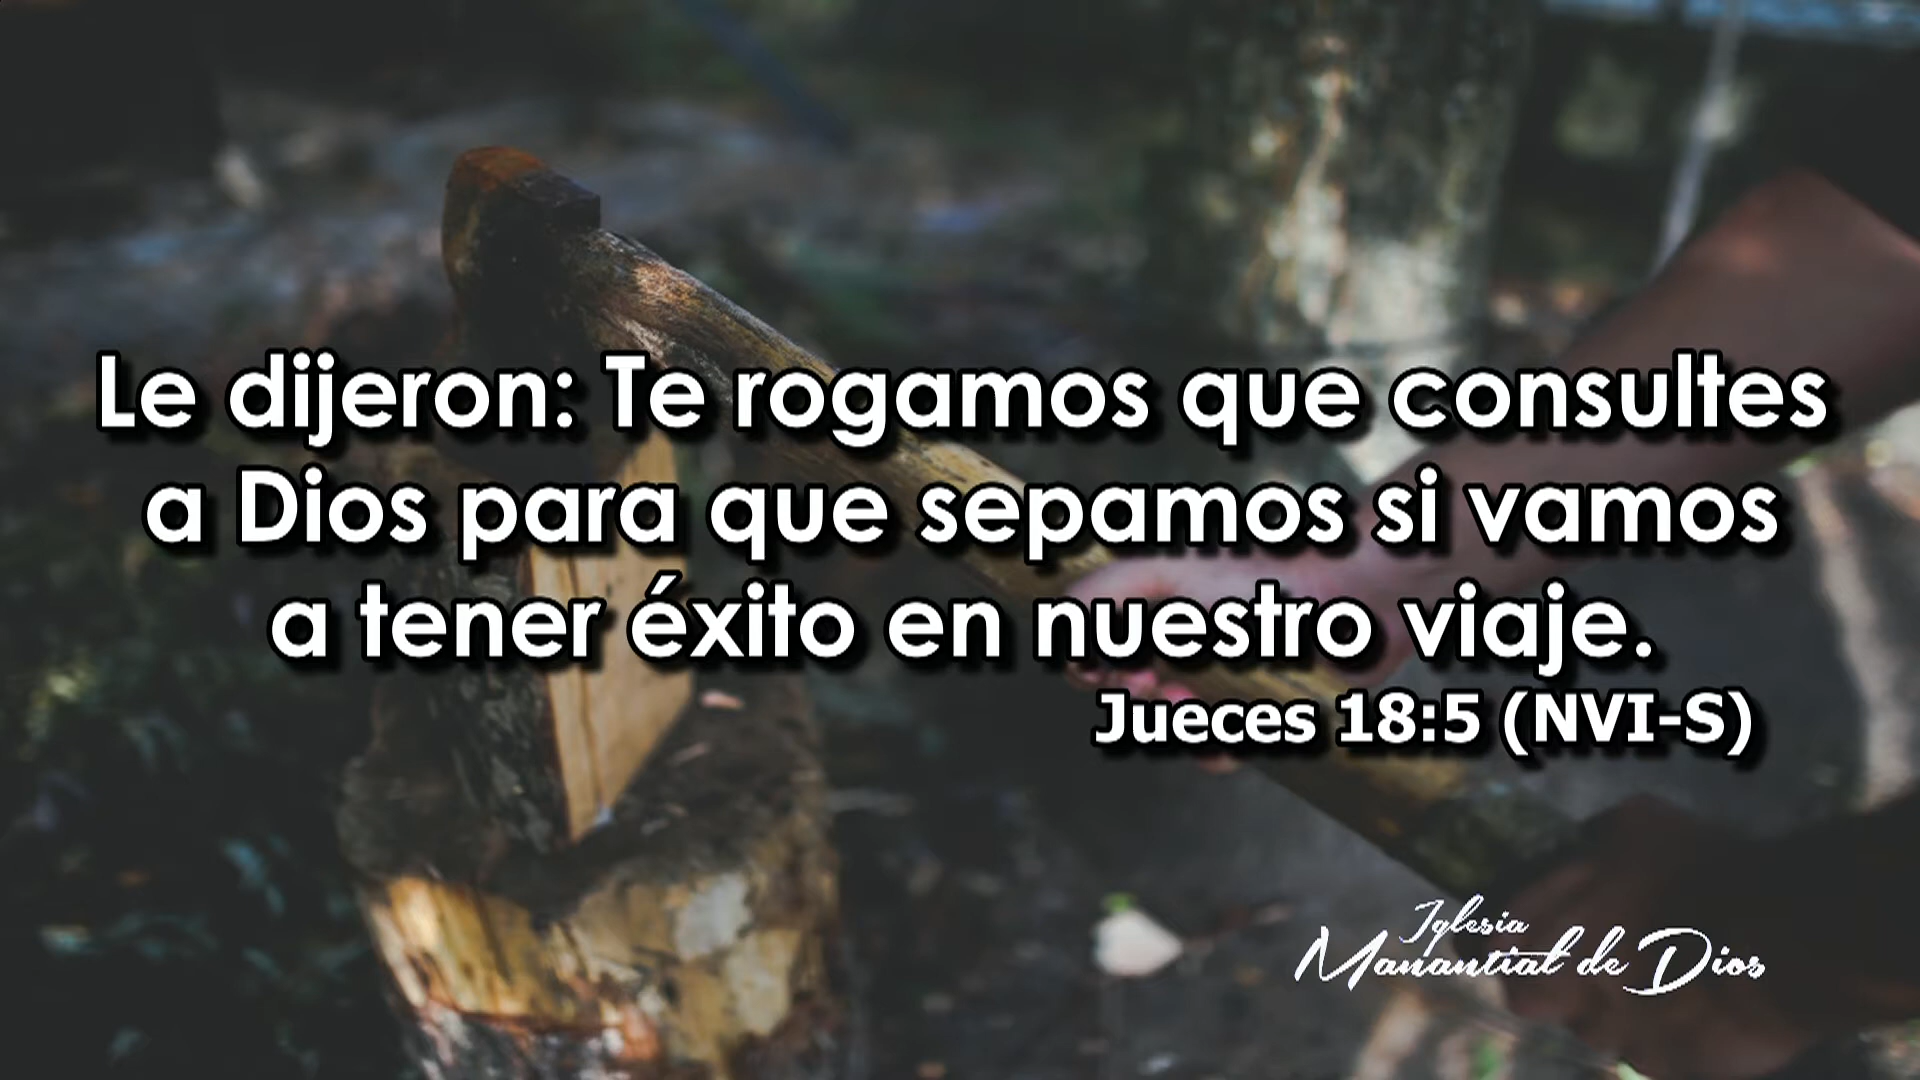 Le dijeron: Te rogamos que consultes
a Dios para que sepamos si vamos
a tener éxito en nuestro viaje.
Jueces 18:5 (NVI-S)
Iglesia
Manantial de Dios